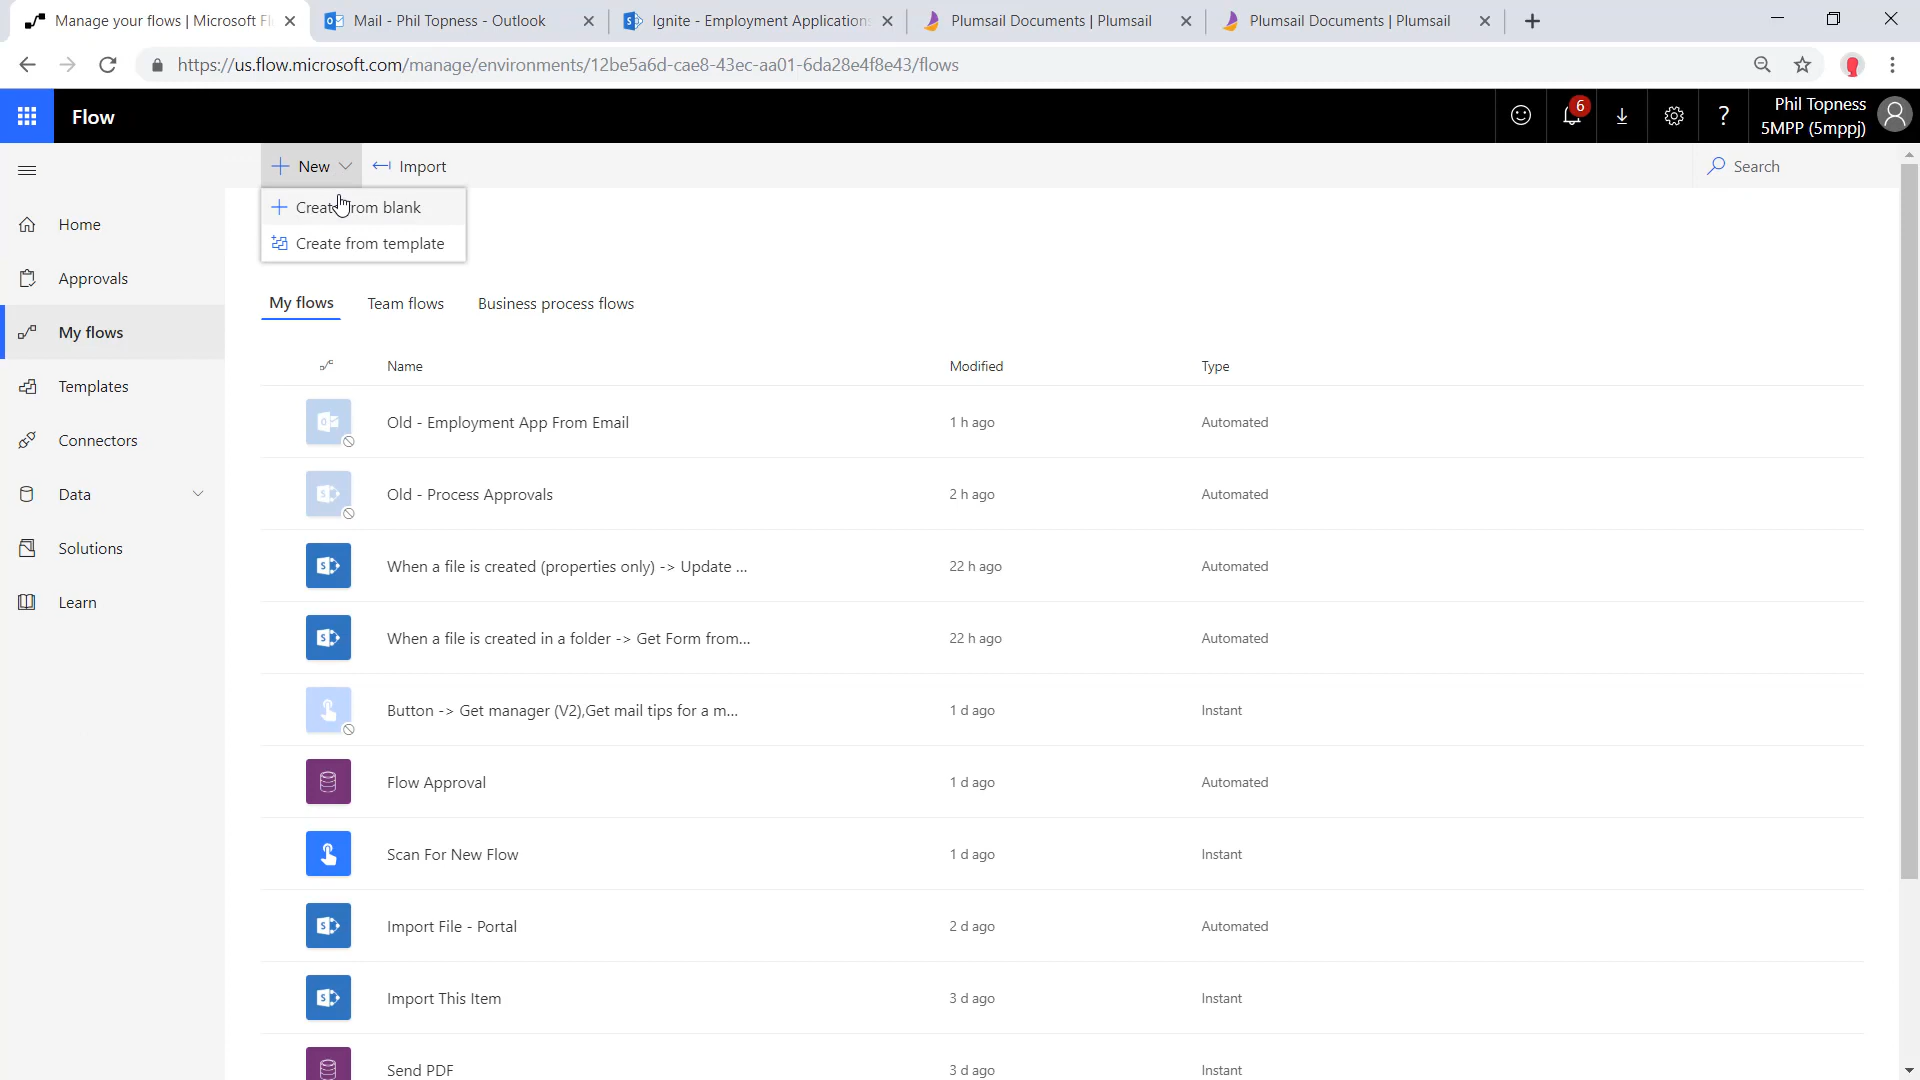 Manage your flows | Microsoft Fl
Mail - Phil Topness - Outlook
Ignite - Employment Applications
Plumsail Documents | Plumsail
Plumsail Documents | Plumsail
https://us.flow.microsoft.com/manage/environments/12be5a6d-cae8-43ec-aa01-6da28e4f8e43/flows
Flow
6
?
Phil Topness
5MPP (5mppj)
New
Import
Search
Create from blank
Create from template
Home
Approvals
My flows
Templates
Connectors
Data
Solutions
Learn
My flows
Team flows
Business process flows
Name
Modified
Type
Old - Employment App From Email
1 h ago
Automated
Old - Process Approvals
2 h ago
Automated
When a file is created (properties only) -> Update ...
22 h ago
Automated
When a file is created in a folder -> Get Form from...
22 h ago
Automated
Button -> Get manager (V2),Get mail tips for a m...
1 d ago
Instant
Flow Approval
1 d ago
Automated
Scan For New Flow
1 d ago
Instant
Import File - Portal
2 d ago
Automated
Import This Item
3 d ago
Instant
Send PDF
3 d ago
Instant